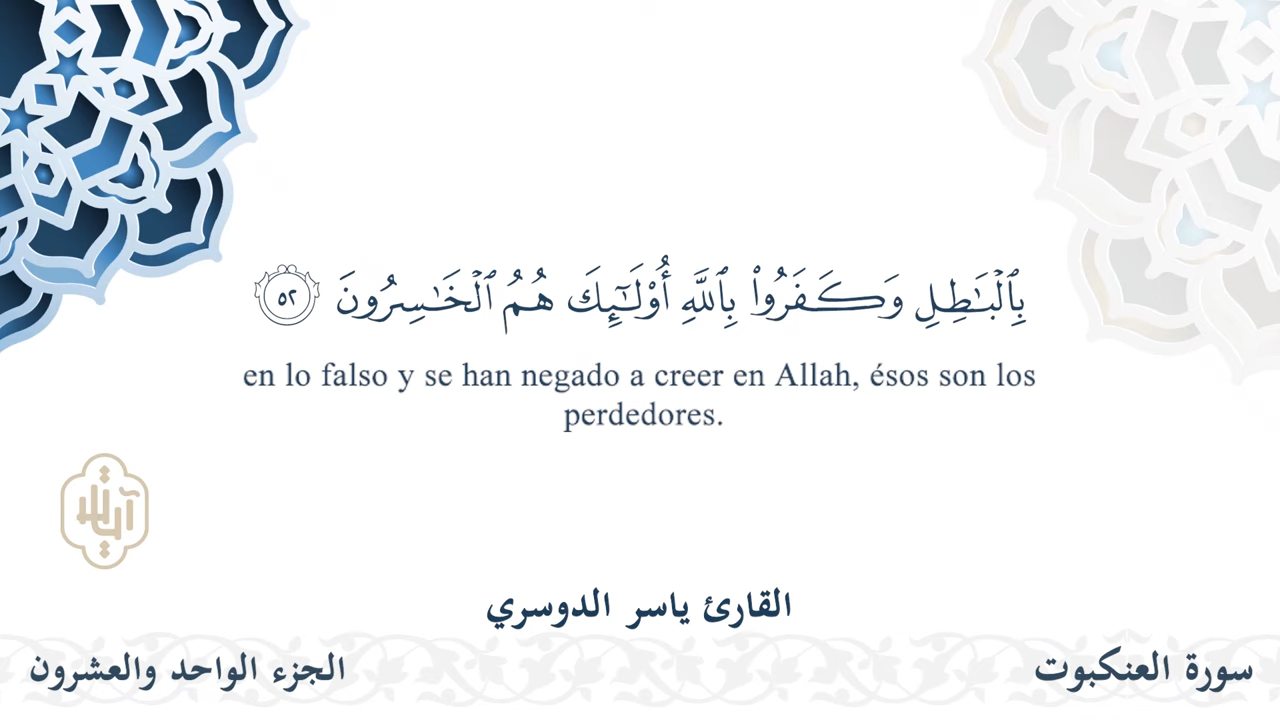 بِٱلْبَـٰطِلِ وَكَفَرُوا۟ بِٱللَّهِ أُو۟لَـٰٓئِكَ هُمُ ٱلْخَـٰسِرُونَ ٥٢
en lo falso y se han negado a creer en Allah, ésos son los
perdedores.
القارئ ياسر الدوسري
سورة العنكبوت
الجزء الواحد والعشرون